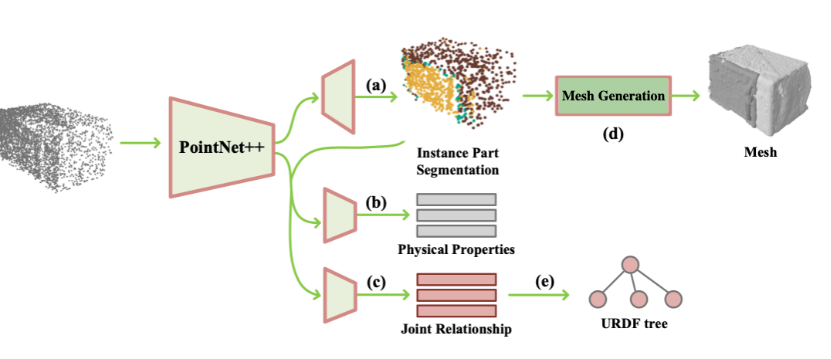 (a)
PointNet++
Mesh Generation
(d)
Instance Part
Segmentation
Mesh
(b)
Physical Properties
(c)
(e)
Joint Relationship
URDF tree